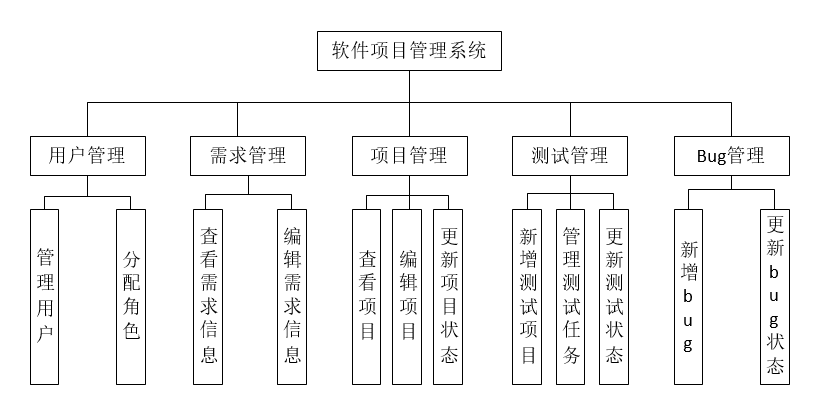 软件项目管理系统
用户管理
需求管理
项目管理
测试管理
Bug管理
管理用户
分配角色
查看需求信息
编辑需求信息
查看项目
编辑项目
更新项目状态
新增测试项目
管理测试任务
更新测试状态
新增bug
更新bug状态